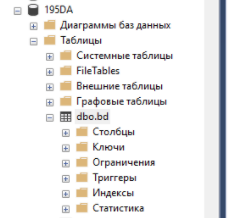 195DA
Диаграммы баз данных
Таблицы
Системные таблицы
FileTables
Внешние таблицы
Графовые таблицы
dbo.bd
Столбцы
Ключи
Ограничения
Триггеры
Индексы
Статистика